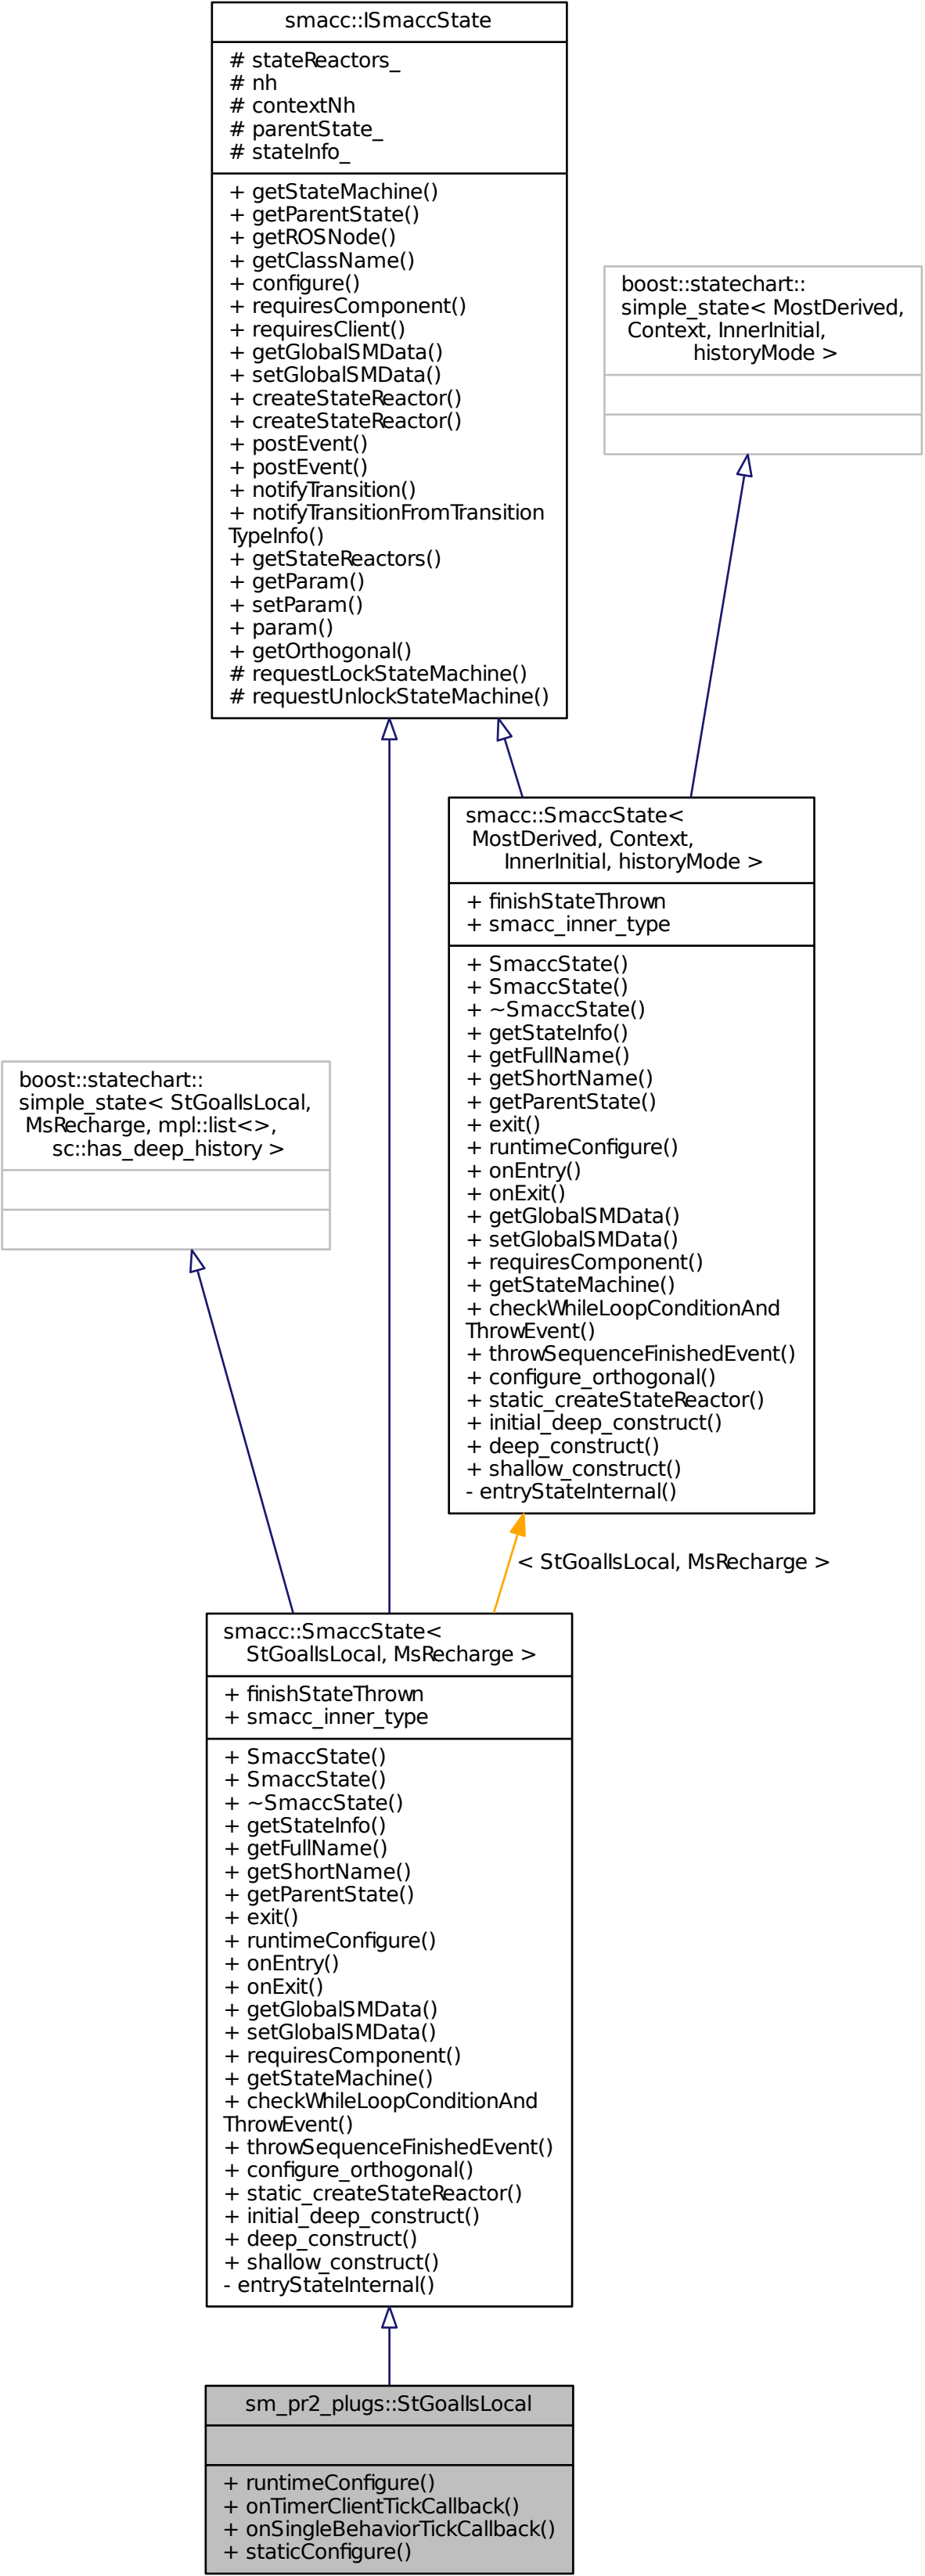 smacc::ISmaccState
# stateReactors_
# nh
# contextNh
# parentState_
# stateInfo_
+ getStateMachine()
+ getParentState()
+ getROSNode()
+ getClassName()
+ configure()
+ requiresComponent()
+ requiresClient()
+ getGlobalSMData()
+ setGlobalSMData()
+ createStateReactor()
+ createStateReactor()
+ postEvent()
+ postEvent()
+ notifyTransition()
+ notifyTransitionFromTransition
TypeInfo()
+ getStateReactors()
+ getParam()
+ setParam()
+ param()
+ getOrthogonal()
# requestLockStateMachine()
# requestUnlockStateMachine()
boost::statechart::
simple_state< MostDerived,
Context, InnerInitial,
historyMode >
smacc::SmaccState<
MostDerived, Context,
InnerInitial, historyMode >
+ finishStateThrown
+ smacc_inner_type
+ SmaccState()
+ SmaccState()
+ ~SmaccState()
+ getStateInfo()
+ getFullName()
+ getShortName()
+ getParentState()
+ exit()
+ runtimeConfigure()
+ onEntry()
+ onExit()
+ getGlobalSMData()
+ setGlobalSMData()
+ requiresComponent()
+ getStateMachine()
+ checkWhileLoopConditionAnd
ThrowEvent()
+ throwSequenceFinishedEvent()
+ configure_orthogonal()
+ static_createStateReactor()
+ initial_deep_construct()
+ deep_construct()
+ shallow_construct()
- entryStateInternal()
boost::statechart::
simple_state< StGoalIsLocal,
MsRecharge, mpl::list<>,
sc::has_deep_history >
< StGoalIsLocal, MsRecharge >
smacc::SmaccState<
StGoalIsLocal, MsRecharge >
+ finishStateThrown
+ smacc_inner_type
+ SmaccState()
+ SmaccState()
+ ~SmaccState()
+ getStateInfo()
+ getFullName()
+ getShortName()
+ getParentState()
+ exit()
+ runtimeConfigure()
+ onEntry()
+ onExit()
+ getGlobalSMData()
+ setGlobalSMData()
+ requiresComponent()
+ getStateMachine()
+ checkWhileLoopConditionAnd
ThrowEvent()
+ throwSequenceFinishedEvent()
+ configure_orthogonal()
+ static_createStateReactor()
+ initial_deep_construct()
+ deep_construct()
+ shallow_construct()
- entryStateInternal()
sm_pr2_plugs::StGoalIsLocal
+ runtimeConfigure()
+ onTimerClientTickCallback()
+ onSingleBehaviorTickCallback()
+ staticConfigure()